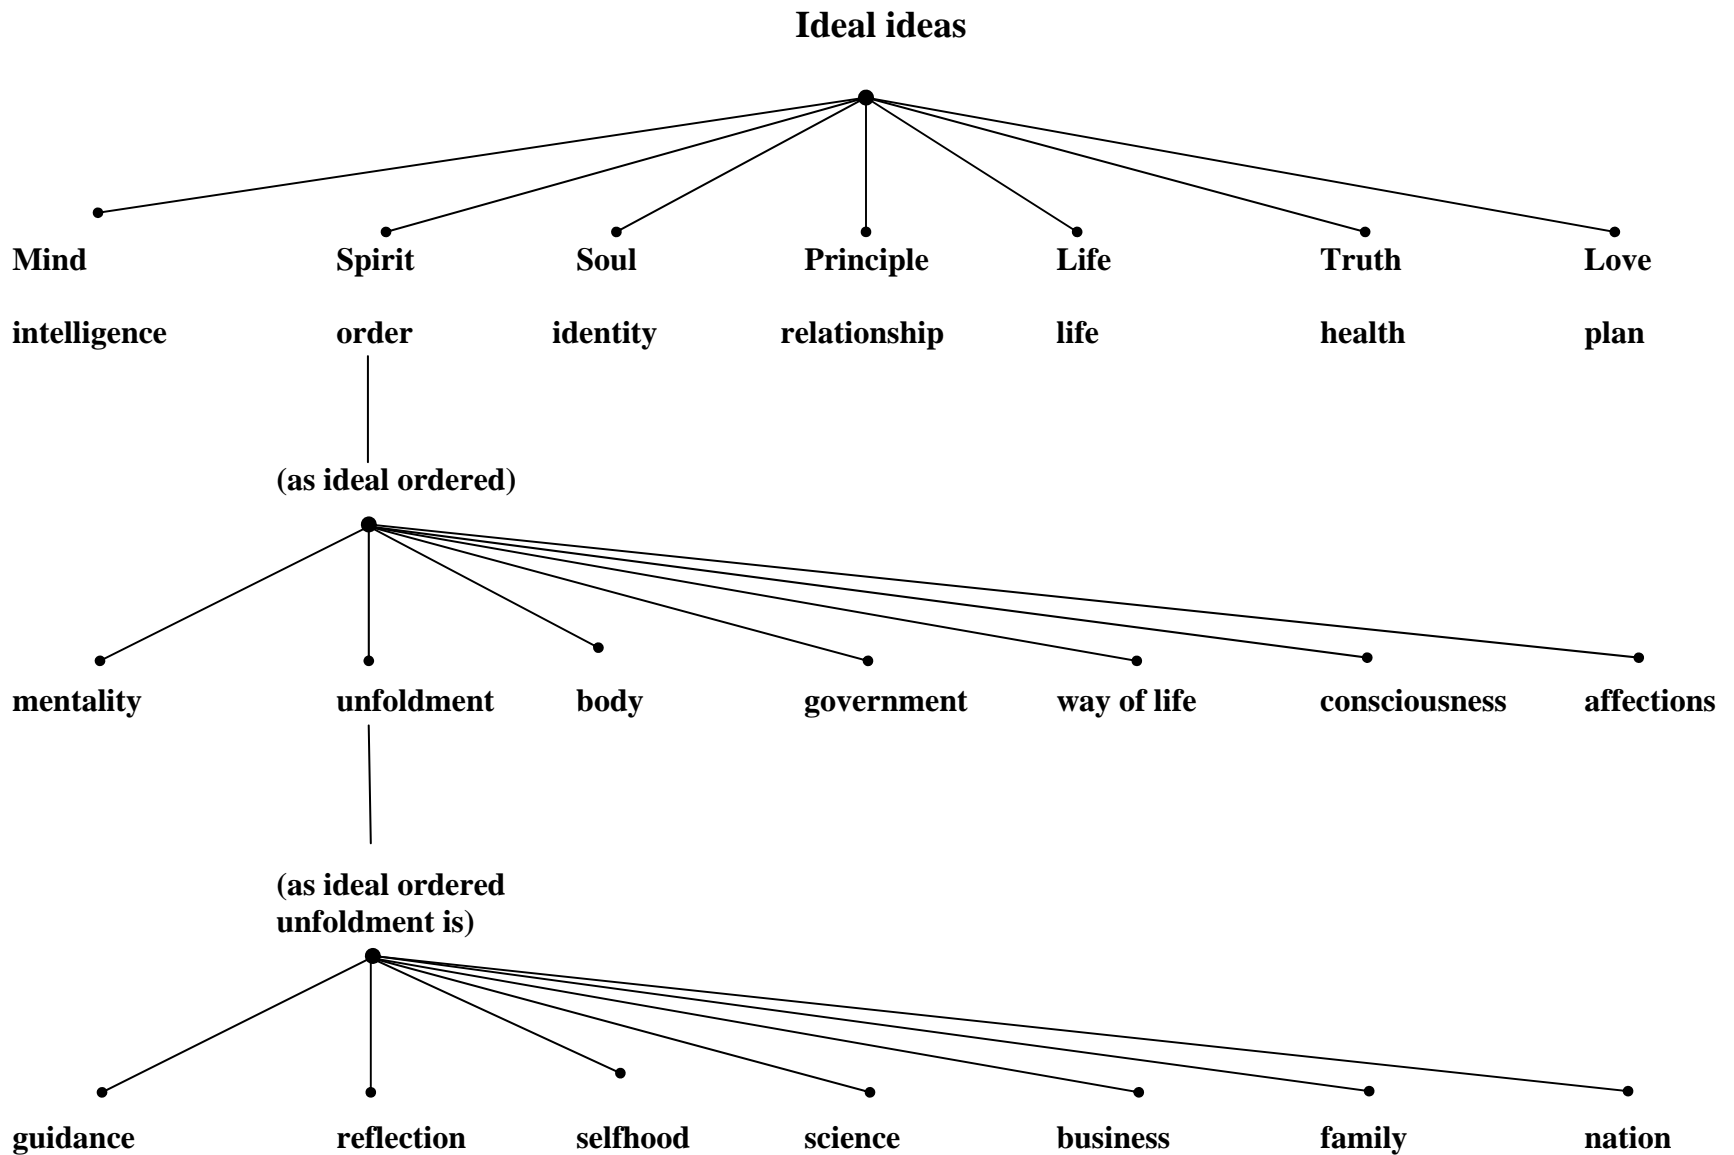 Ideal ideas
Mind Spirit Soul Principle Life Truth Love
intelligence order identity relationship life health plan
(as ideal ordered)
mentality unfoldment body government way of life consciousness affections
(as ideal ordered
unfoldment is)
guidance reflection selfhood science business family nation